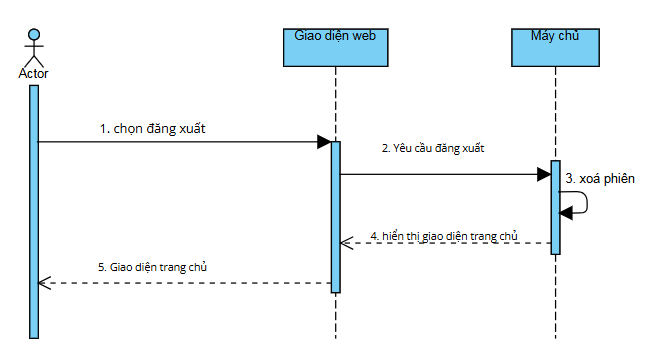 Giao diện web
Máy chủ
Actor
1. chọn đăng xuất
2. Yêu cầu đăng xuất
3. xoá phiên
4. hiển thị giao diện trang chủ
5. Giao diện trang chủ